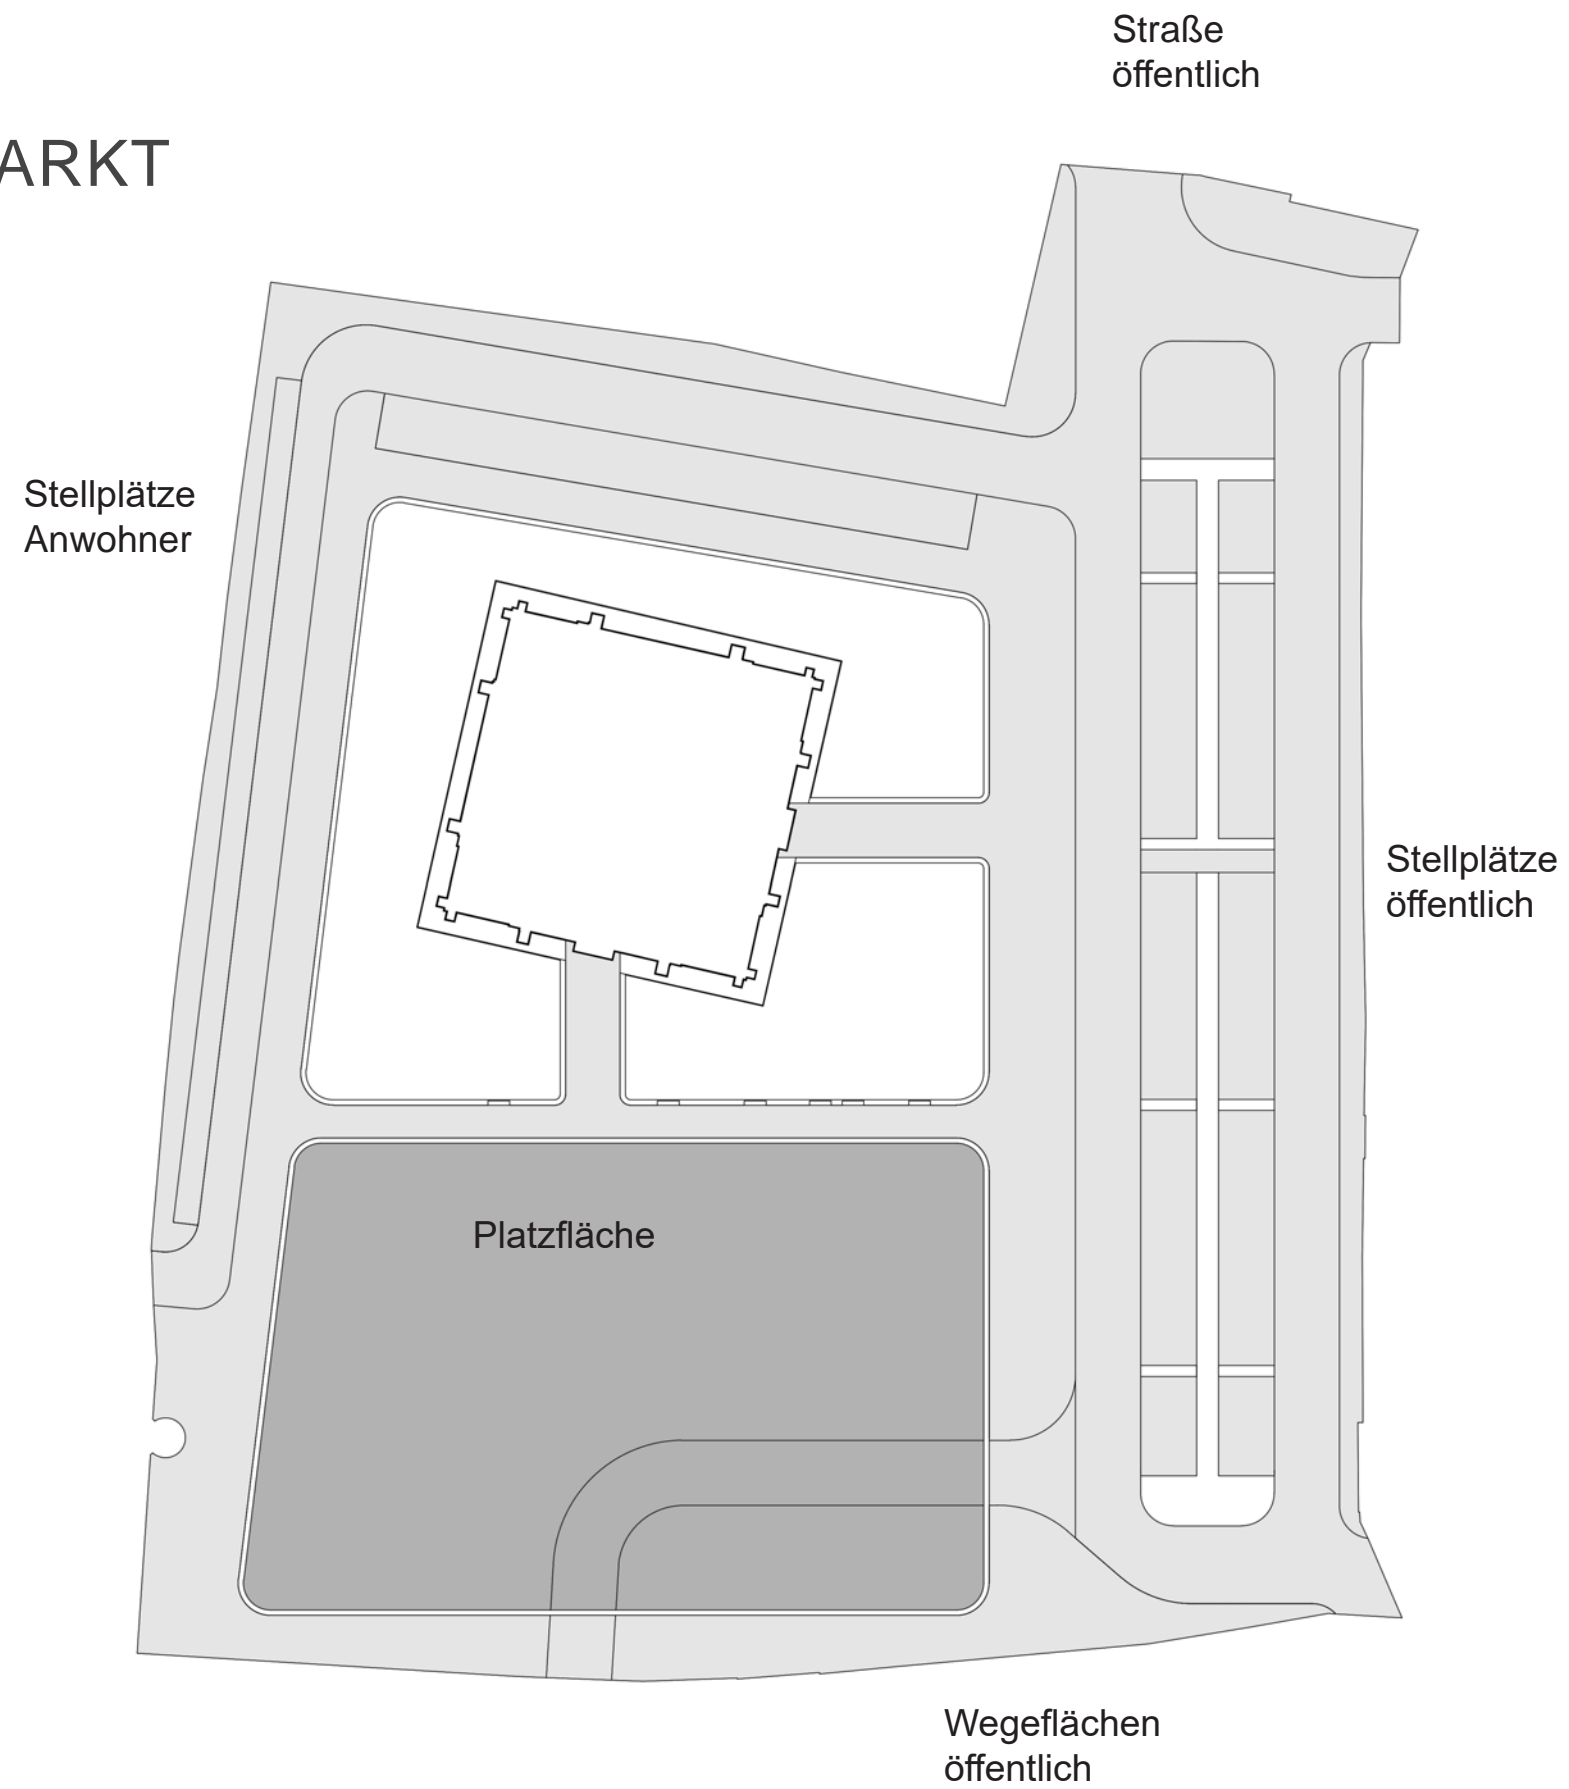 Straße
öffentlich
ARKT
Stellplätze
Anwohner
Stellplätze
öffentlich
Platzfläche
Wegeflächen
öffentlich